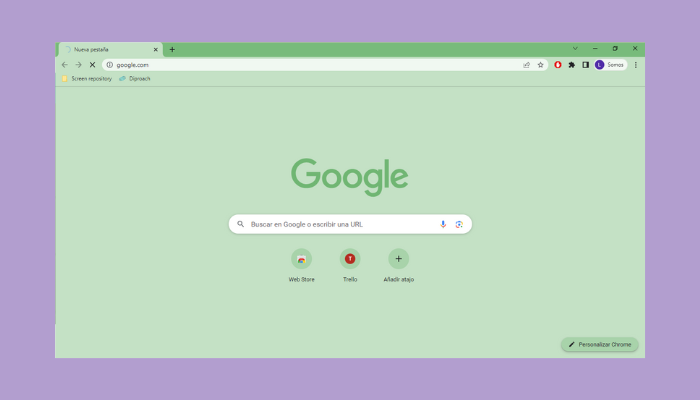 Nueva pestaña
google.com
L
Somos
Screen repository
Diproach
Google
Buscar en Google o escribir una URL
T
Web Store
Trello
Añadir atajo
Personalizar Chrome